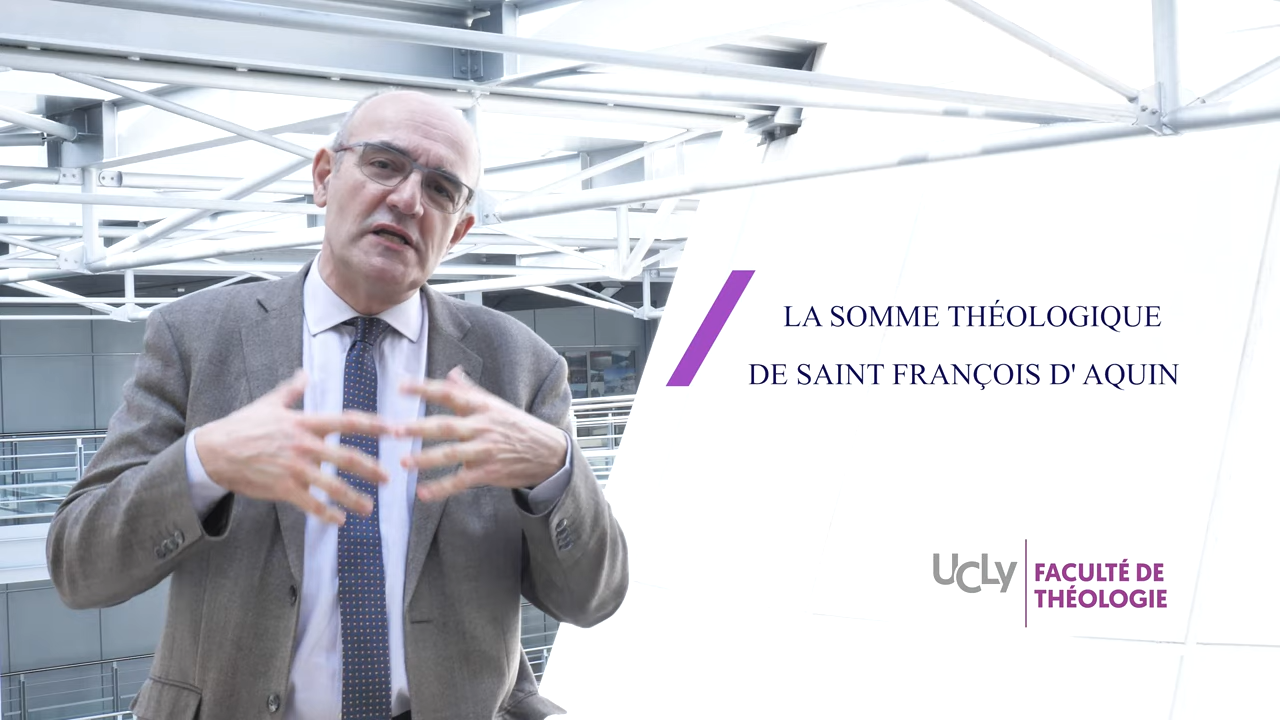 LA SOMME THÉOLOGIQUE
DE SAINT FRANÇOIS D' AQUIN
UCLy
FACULTÉ DE
THÉOLOGIE